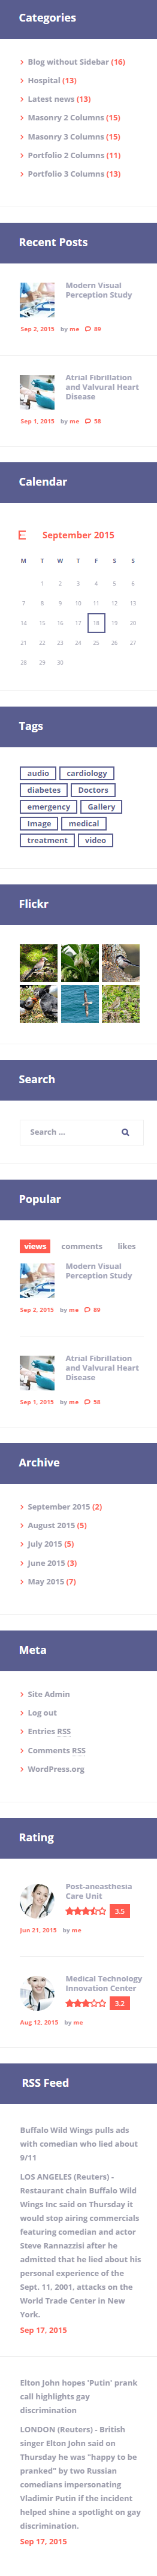 Categories
Blog without Sidebar (16)
Hospital (13)
Latest news (13)
Masonry 2 Columns (15)
Masonry 3 Columns (15)
Portfolio 2 Columns (11)
Portfolio 3 Columns (13)
Recent Posts
Modern Visual
Perception Study
Sep 2, 2015 by me 89
Atrial Fibrillation
and Valvural Heart
Disease
Sep 1, 2015 by me 58
Calendar
E September 2015
M T W T F S S
1 2 3 4 5 6
7 8 9 10 11 12 13
14 15 16 17 18 19 20
21 22 23 24 25 26 27
28 29 30
Tags
audio cardiology
diabetes Doctors
emergency Gallery
Image medical
treatment video
Flickr
Search
Search ...
Popular
views comments likes
Modern Visual
Perception Study
Sep 2, 2015 by me 89
Atrial Fibrillation
and Valvural Heart
Disease
Sep 1, 2015 by me 58
Archive
September 2015 (2)
August 2015 (5)
July 2015 (5)
June 2015 (3)
May 2015 (7)
Meta
Site Admin
Log out
Entries RSS
Comments RSS
WordPress.org
Rating
Post-aneasthesia
Care Unit
3.5
Jun 21, 2015 by me
Medical Technology
Innovation Center
3.2
Aug 12, 2015 by me
RSS Feed
Buffalo Wild Wings pulls ads
with comedian who lied about
9/11
LOS ANGELES (Reuters) -
Restaurant chain Buffalo Wild
Wings Inc said on Thursday it
would stop airing commercials
featuring comedian and actor
Steve Rannazzisi after he
admitted that he lied about his
personal experience of the
Sept. 11, 2001, attacks on the
World Trade Center in New
York.
Sep 17, 2015
Elton John hopes 'Putin' prank
call highlights gay
discrimination
LONDON (Reuters) - British
singer Elton John said on
Thursday he was "happy to be
pranked" by two Russian
comedians impersonating
Vladimir Putin if the incident
helped shine a spotlight on gay
discrimination.
Sep 17, 2015